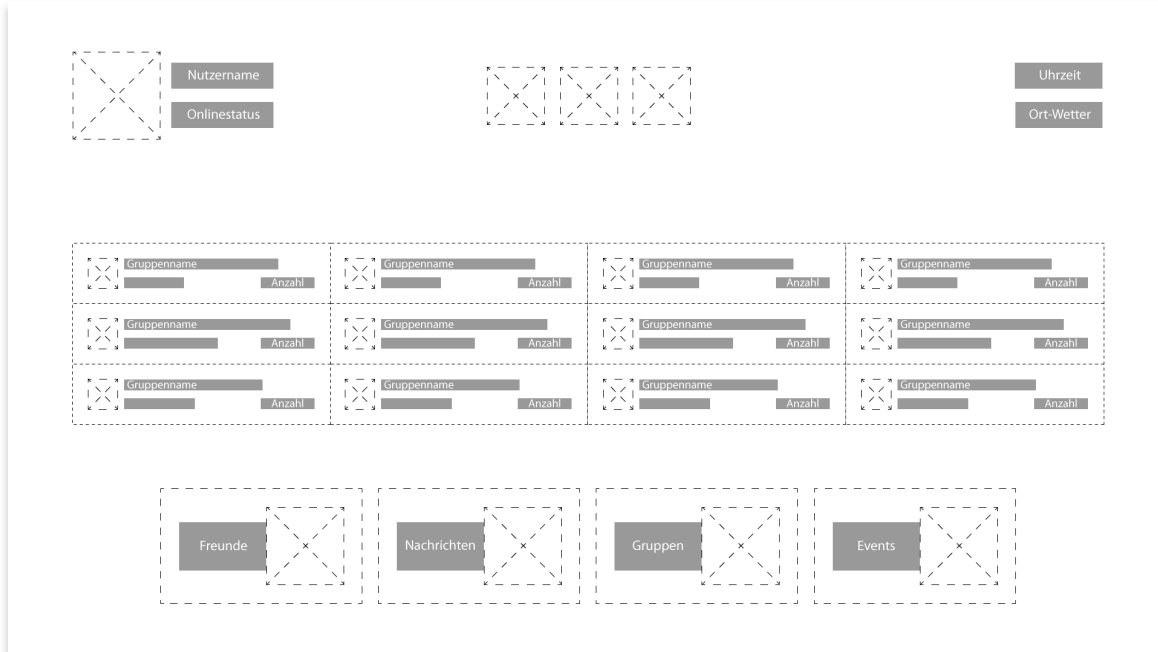 Nutzername
Onlinestatus
Uhrzeit
Ort-Wetter
Gruppenname
Anzahl
Gruppenname
Anzahl
Gruppenname
Anzahl
Gruppenname
Anzahl
Gruppenname
Anzahl
Gruppenname
Anzahl
Gruppenname
Anzahl
Gruppenname
Anzahl
Gruppenname
Anzahl
Gruppenname
Anzahl
Gruppenname
Anzahl
Gruppenname
Anzahl
Freunde
Nachrichten
Gruppen
Events